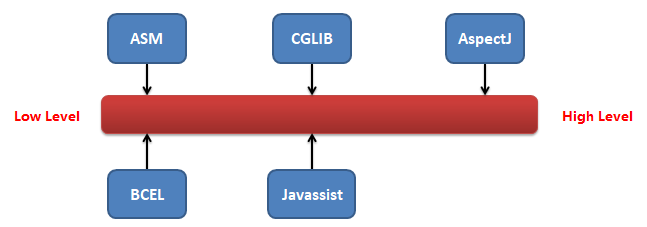 ASM
CGLIB
AspectJ
Low Level
High Level
BCEL
Javassist